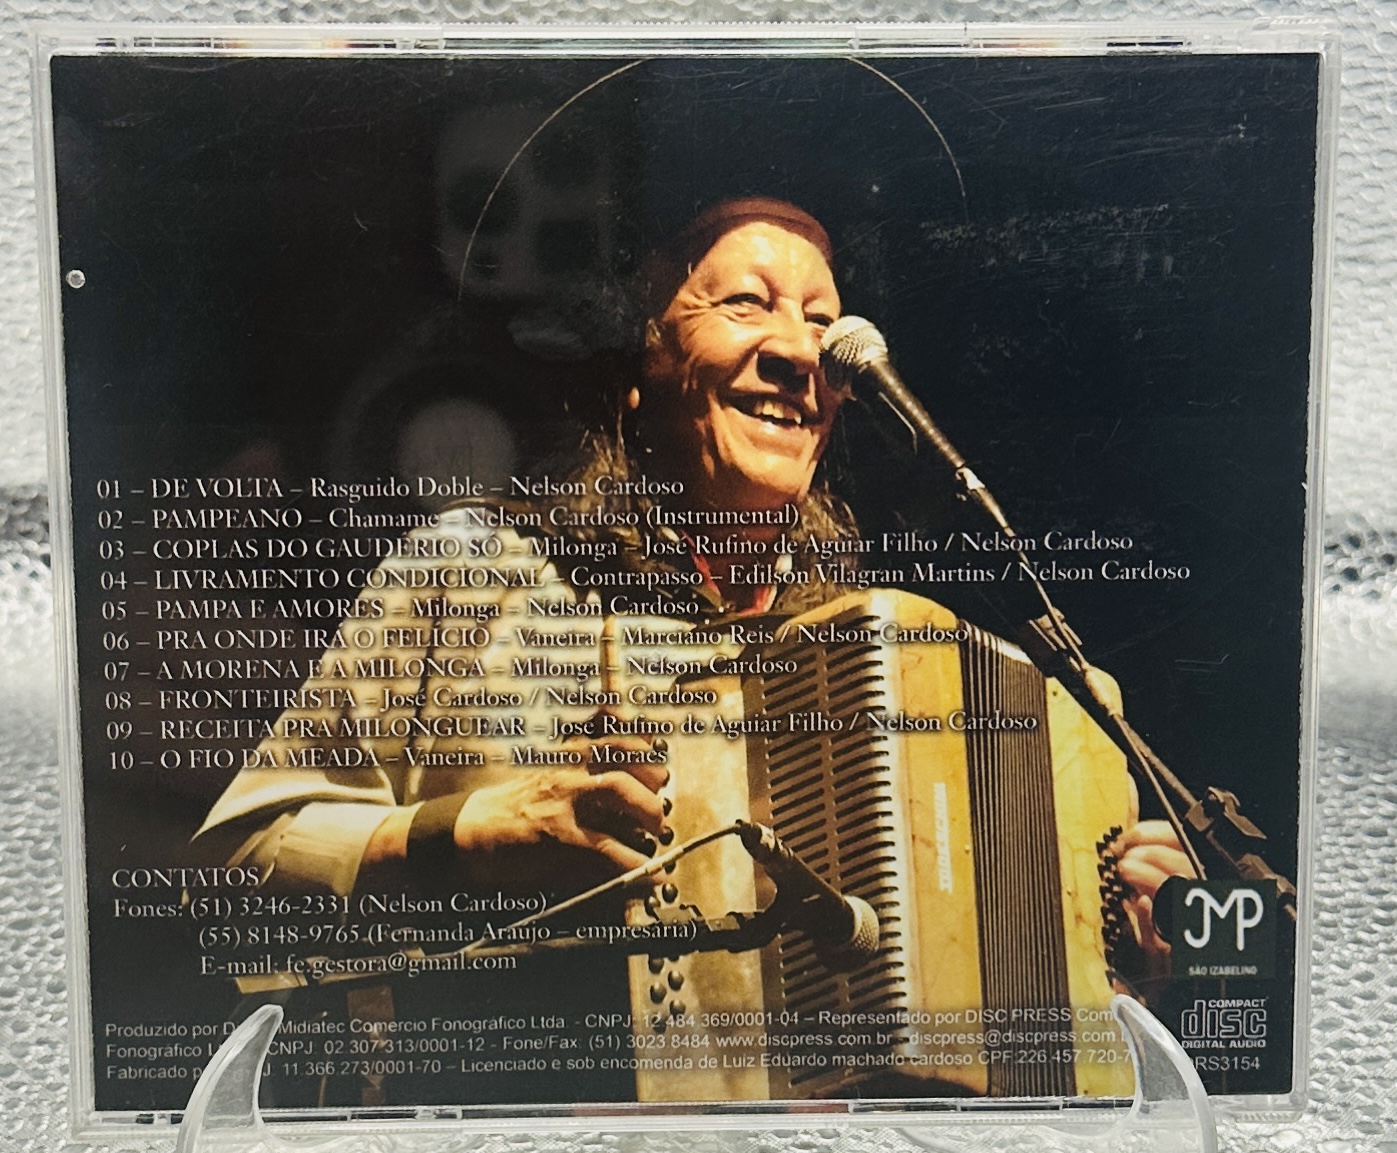 01 – DE VOLTA – Rasguido Doble – Nelson Cardoso
02 – PAMPEANO – Chamame – Nelson Cardoso (Instrumental)
03 – COPLAS DO GAUDÉRIO SÓ – Milonga – José Rufino de Aguiar Filho / Nelson Cardoso
04 – LIVRAMENTO CONDICIONAL – Contrapasso – Edilson Vilagran Martins / Nelson Cardoso
05 – PAMPA E AMORES – Milonga – Nelson Cardoso
06 – PRA ONDE IRÁ O FELÍCIO – Vaneira – Marciano Reis / Nelson Cardoso
07 – A MORENA E A MILONGA – Milonga – Nelson Cardoso
08 – FRONTEIRISTA – José Cardoso / Nelson Cardoso
09 – RECEITA PRA MILONGUEAR – José Rufino de Aguiar Filho / Nelson Cardoso
10 – O FIO DA MEADA – Vaneira – Mauro Moraes
CONTATOS
Fones: (51) 3246-2331 (Nelson Cardoso)
(55) 8148-9765 (Fernanda Araujo – empresária)
E-mail: fe.gestora@gmail.com
JMP
SÃO IZABELINO
Produzido por Midiatec Comercio Fonográfico Ltda. - CNPJ: 12.484.369/0001-04 – Representado por DISC PRESS
Fonográfico CNPJ: 02.307.313/0001-12 - Fone/Fax: (51) 3023.8484 www.discpress.com.br - discpress@discpress.com
Fabricado 11.366.273/0001-70 – Licenciado e sob encomenda de Luiz Eduardo machado cardoso CPF:226.457.720-7
COMPACT
disc
DIGITAL AUDIO
RS3154